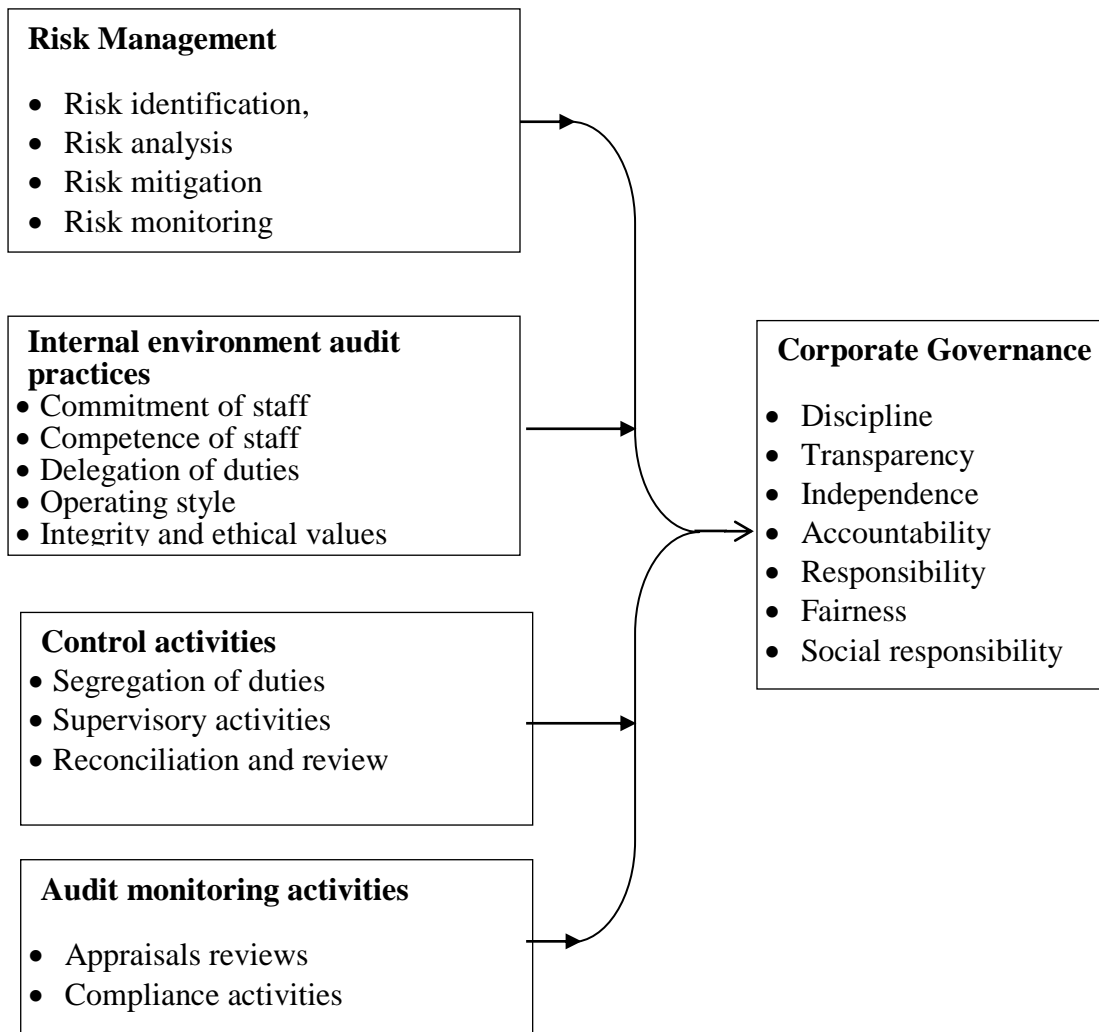 Risk Management
• Risk identification,
• Risk analysis
• Risk mitigation
• Risk monitoring
Internal environment audit
practices
• Commitment of staff
• Competence of staff
• Delegation of duties
• Operating style
• Integrity and ethical values
Control activities
• Segregation of duties
• Supervisory activities
• Reconciliation and review
Audit monitoring activities
• Appraisals reviews
• Compliance activities
Corporate Governance
• Discipline
• Transparency
• Independence
• Accountability
• Responsibility
• Fairness
• Social responsibility